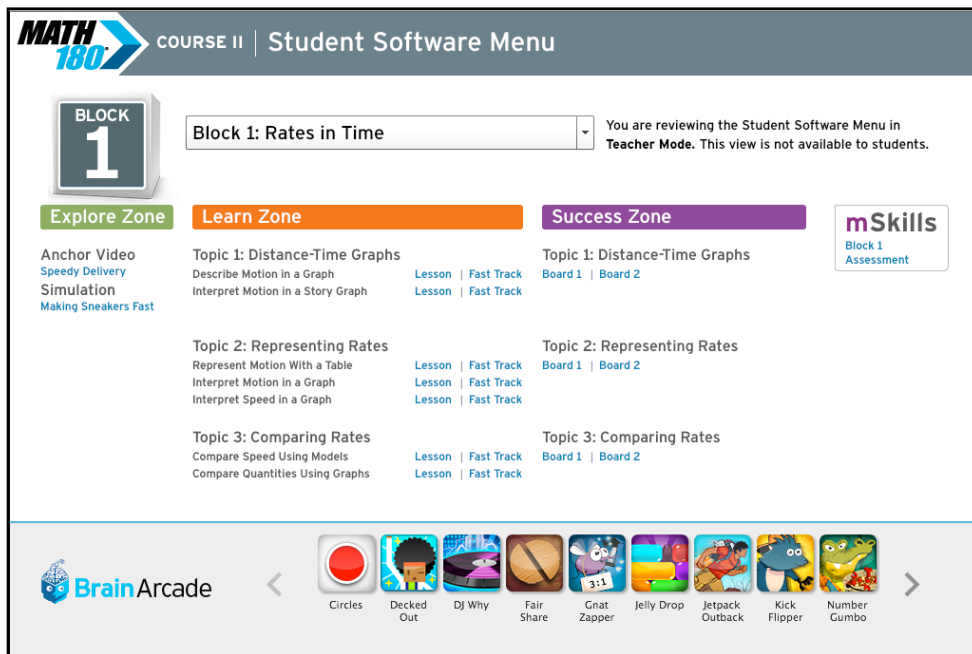 MATH 180 COURSE II | Student Software Menu
BLOCK
1
Block 1: Rates in Time
You are reviewing the Student Software Menu in
Teacher Mode. This view is not available to students.
Explore Zone
Anchor Video
Speedy Delivery
Simulation
Making Sneakers Fast
Learn Zone
Topic 1: Distance-Time Graphs
Describe Motion in a Graph Lesson | Fast Track
Interpret Motion in a Story Graph Lesson | Fast Track
Topic 2: Representing Rates
Represent Motion With a Table Lesson | Fast Track
Interpret Motion in a Graph Lesson | Fast Track
Interpret Speed in a Graph Lesson | Fast Track
Topic 3: Comparing Rates
Compare Speed Using Models Lesson | Fast Track
Compare Quantities Using Graphs Lesson | Fast Track
Success Zone
Topic 1: Distance-Time Graphs
Board 1 | Board 2
Topic 2: Representing Rates
Board 1 | Board 2
Topic 3: Comparing Rates
Board 1 | Board 2
mSkills
Block 1
Assessment
BrainArcade
3:1
Circles
Decked
Out
DJ Why
Fair
Share
Gnat
Zapper
Jelly Drop
Jetpack
Outback
Kick
Flipper
Number
Gumbo